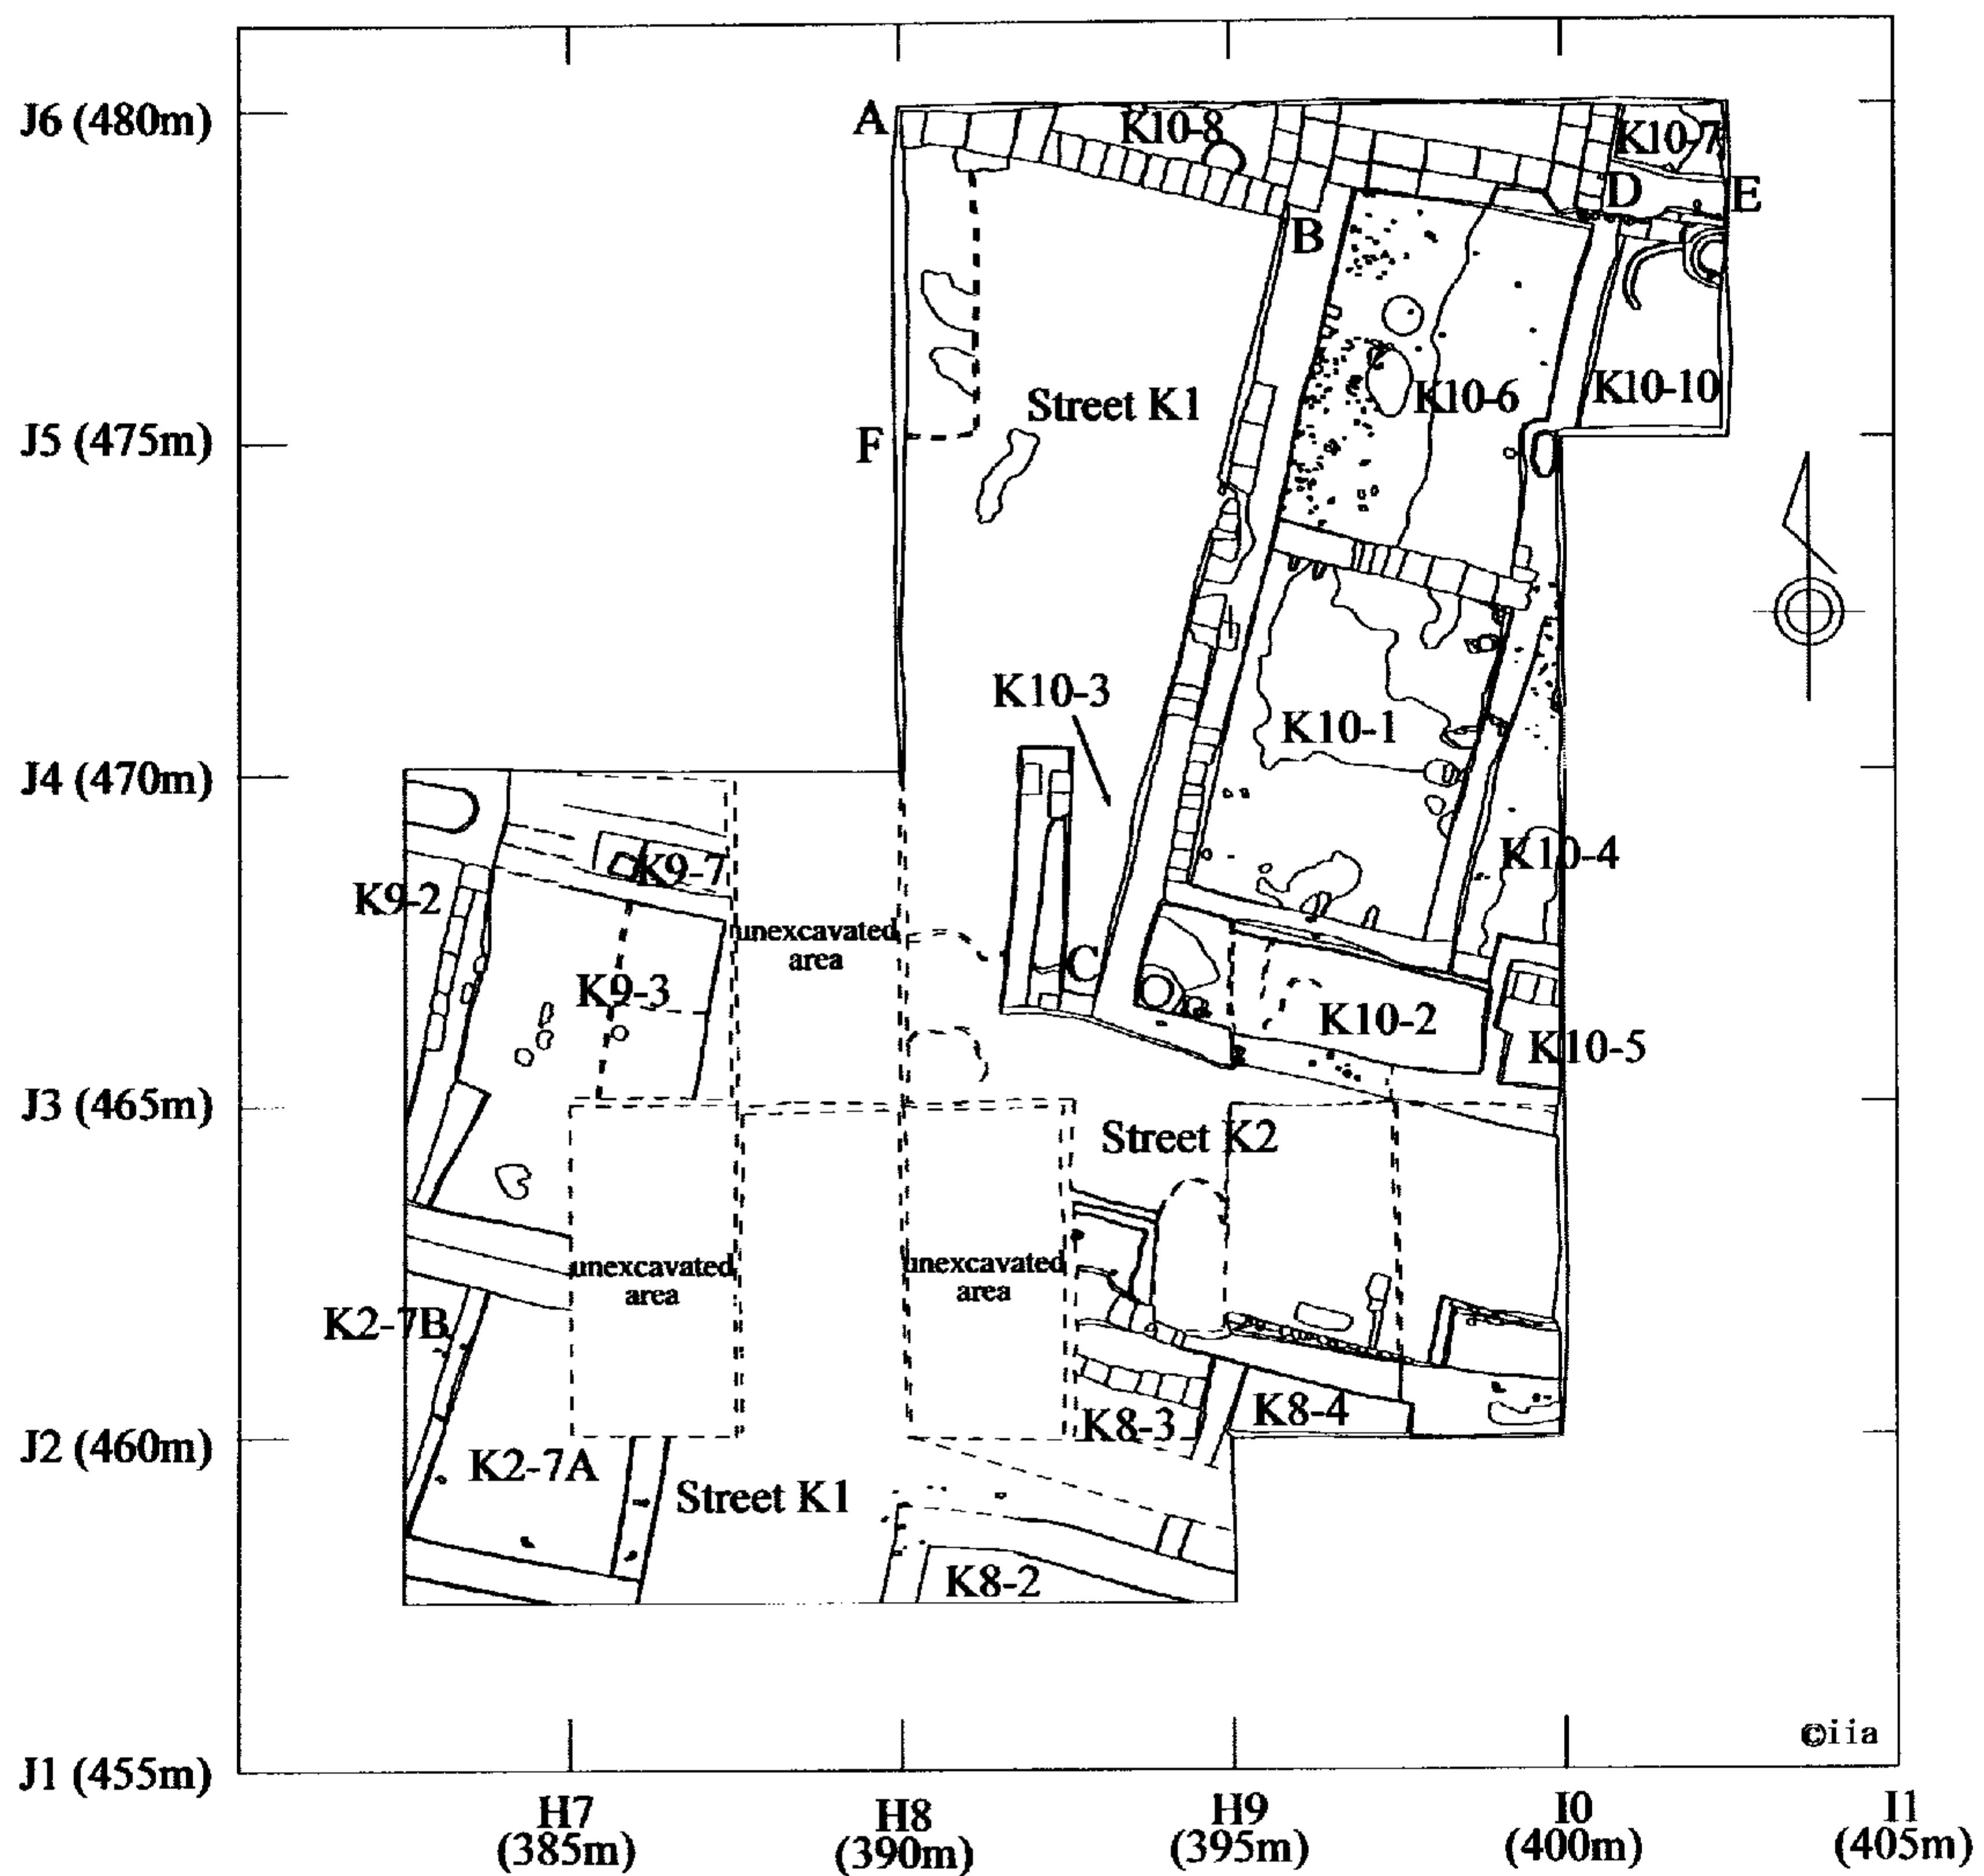 J6 (480m)
A
K10-8
K10-7
D
E
B
Street K1
K10-6
K10-10
J5 (475m)
F
K10-3
K10-1
J4 (470m)
K10-4
K9-7
K9-2
unexcavated
area
C
K9-3
K10-2
K10-5
J3 (465m)
Street K2
unexcavated
area
unexcavated
area
K2-7B
K8-3
K8-4
J2 (460m)
K2-7A
Street K1
K8-2
©iia
J1 (455m)
H7
(385m)
H8
(390m)
H9
(395m)
I0
(400m)
I1
(405m)